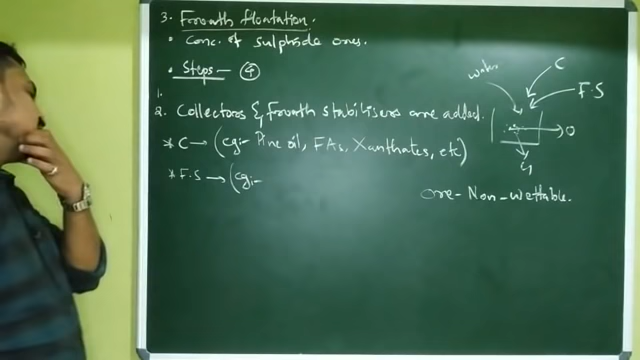 3. Frowth flowtation.
• Conc. of sulphide ores.
• Steps — 4
1.
2. Collectors & frowth stabilisers are added.
* C → (eg:- Pine oil, FAs, Xanthates, etc)
* F.S → (eg:-
water
C
F.S
O
ore - Non-wettable.